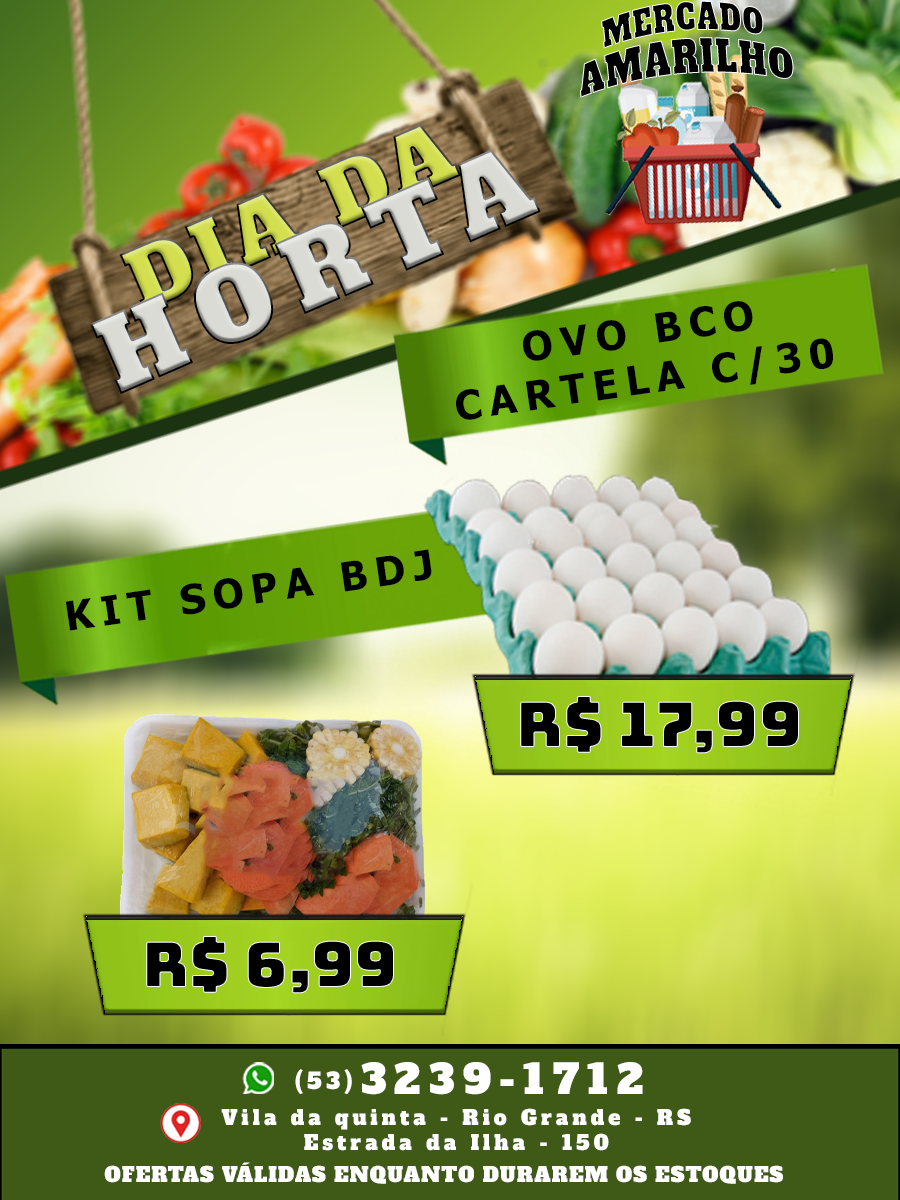 MERCADO
AMARILHO
DIA DA
HORTA
OVO BCO
CARTELA C/30
KIT SOPA BDJ
R$ 17,99
R$ 6,99
(53) 3239-1712
Vila da quinta - Rio Grande - RS
Estrada da Ilha - 150
OFERTAS VÁLIDAS ENQUANTO DURAREM OS ESTOQUES